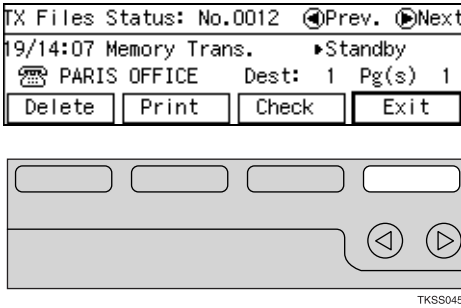 TX Files Status: No.0012 ◀Prev. ▶Next
19/14:07 Memory Trans. ▶Standby
☎ PARIS OFFICE Dest: 1 Pg(s) 1
Delete Print Check Exit
TKSS045